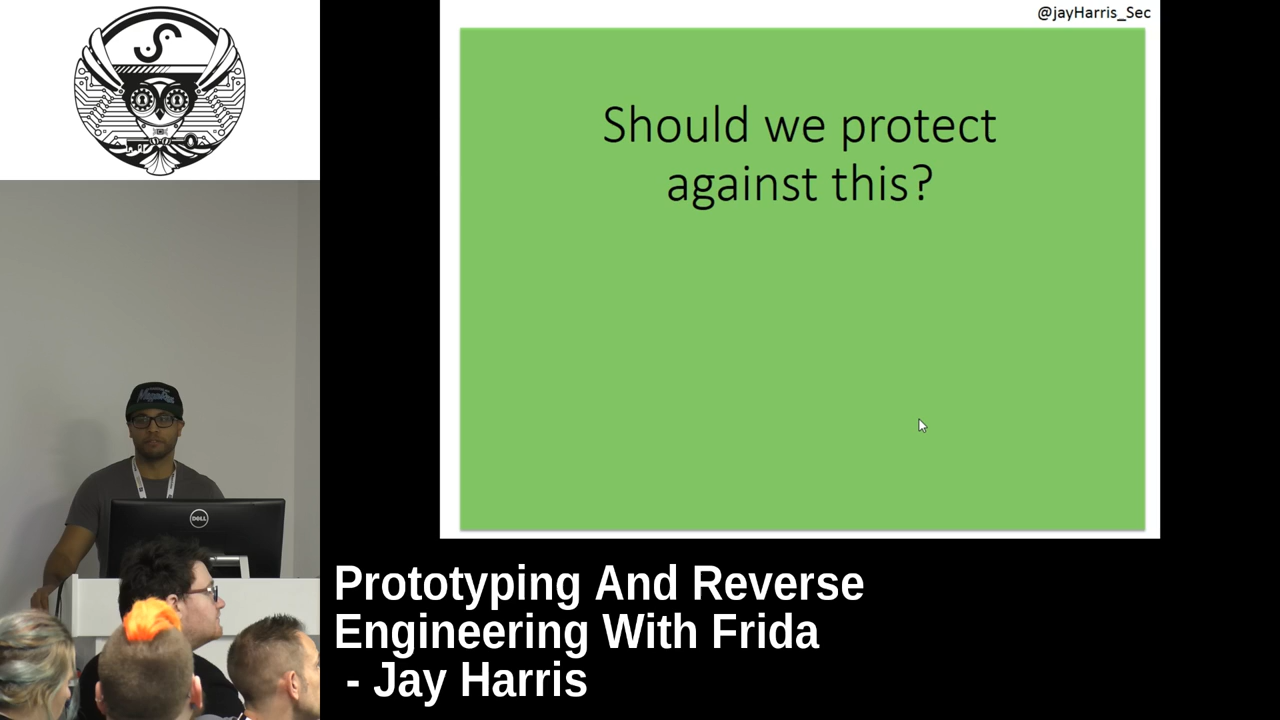 @jayHarris_Sec
Should we protect
against this?
DELL
Prototyping And Reverse
Engineering With Frida
- Jay Harris